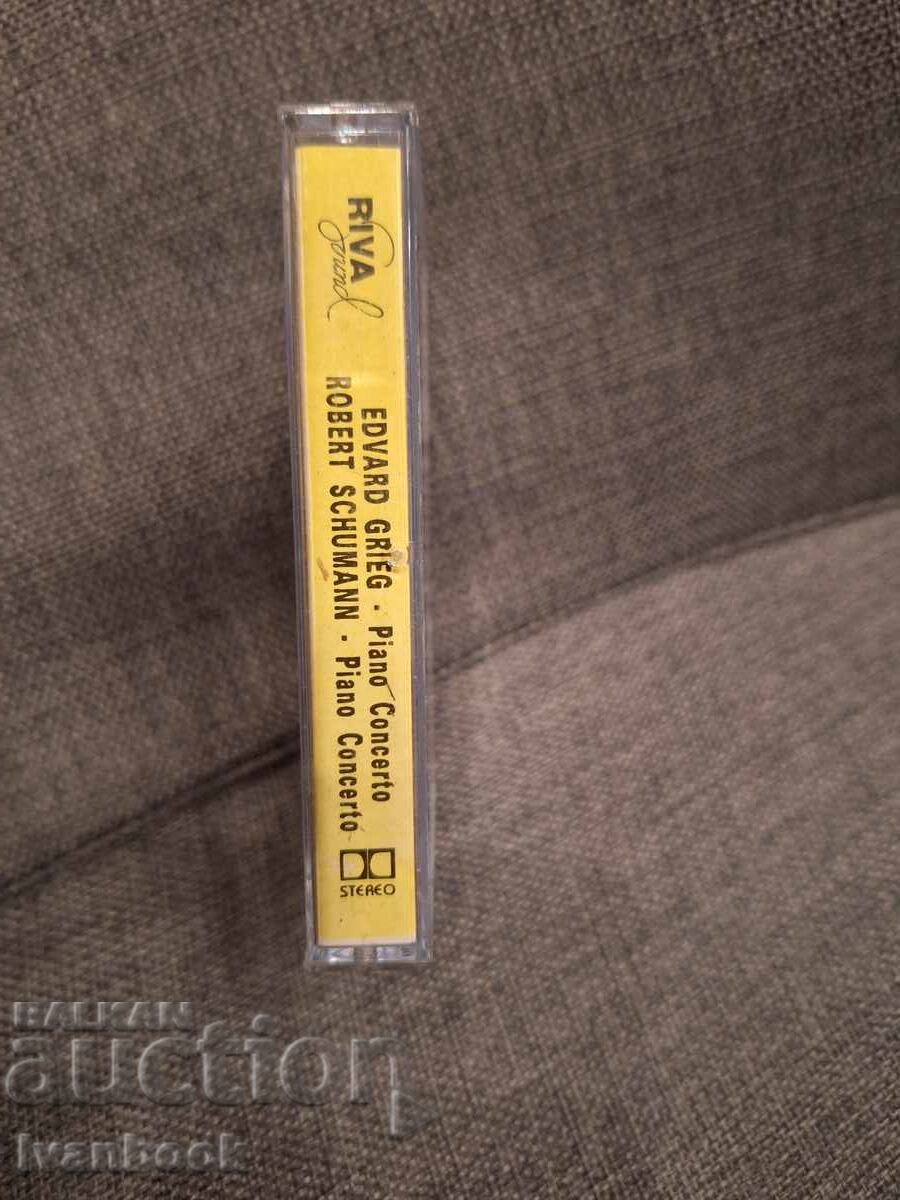 RIVA
Sound
EDVARD GRIEG · Piano Concerto
ROBERT SCHUMANN · Piano Concerto
STEREO
BALKAN
auction
Ivanbook